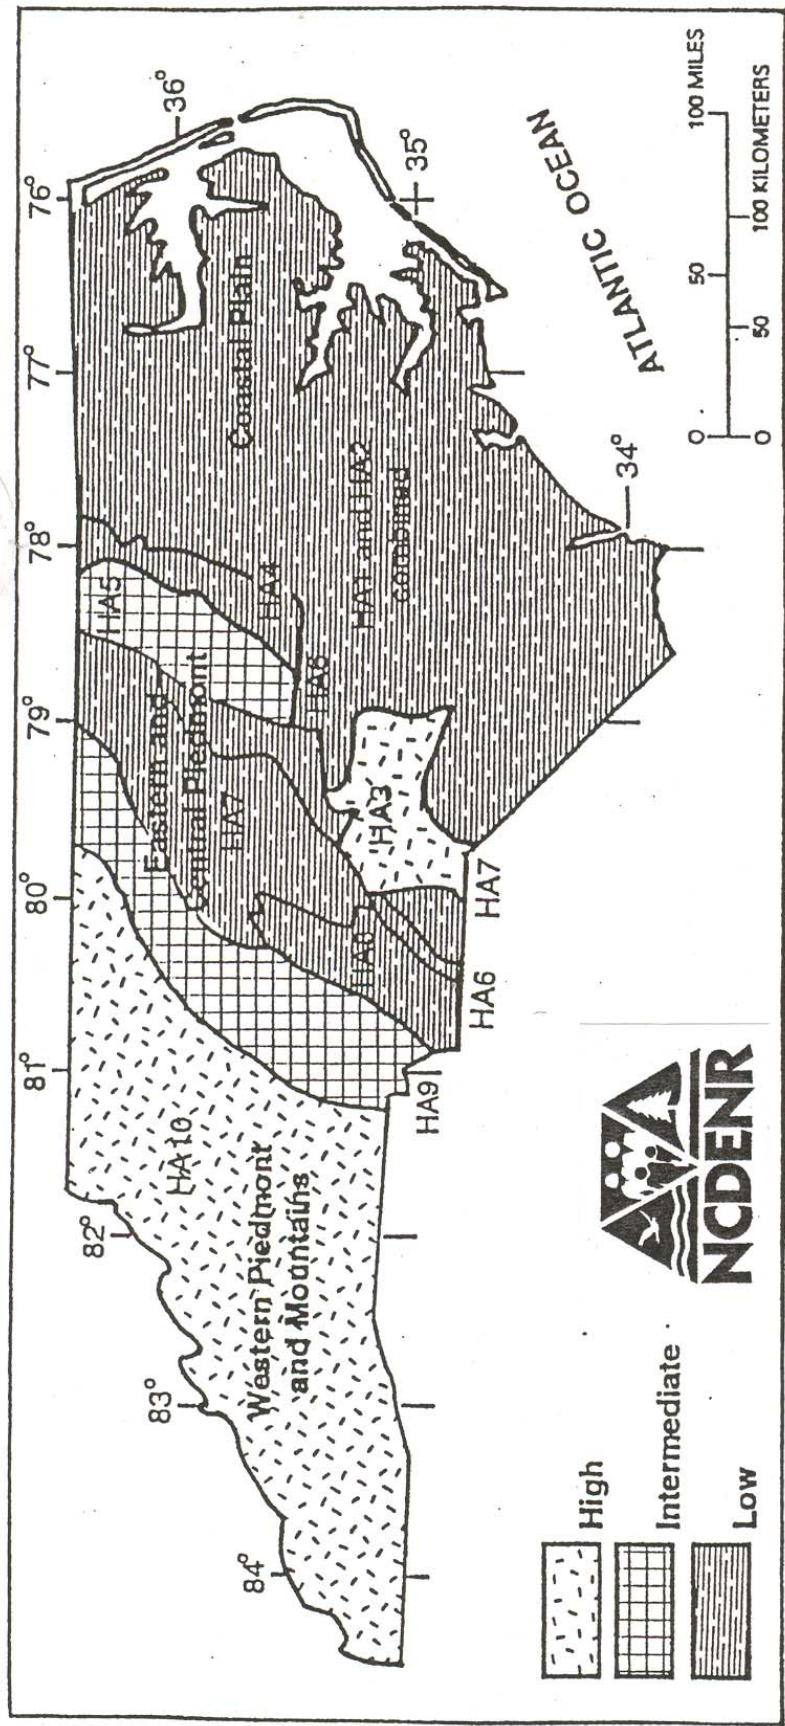 84°
83°
82°
81°
80°
79°
78°
77°
76°
36°
35°
34°
Western Piedmont
and Mountains
HA10
HA9
Eastern and
Central Piedmont
HA7
HA8
HA6
HA7
HA3
HA5
HA4
HA6
Coastal Plain
HA1 and HA2
combined
ATLANTIC OCEAN
0 50 100 MILES
0 50 100 KILOMETERS
High
Intermediate
Low
NCDENR